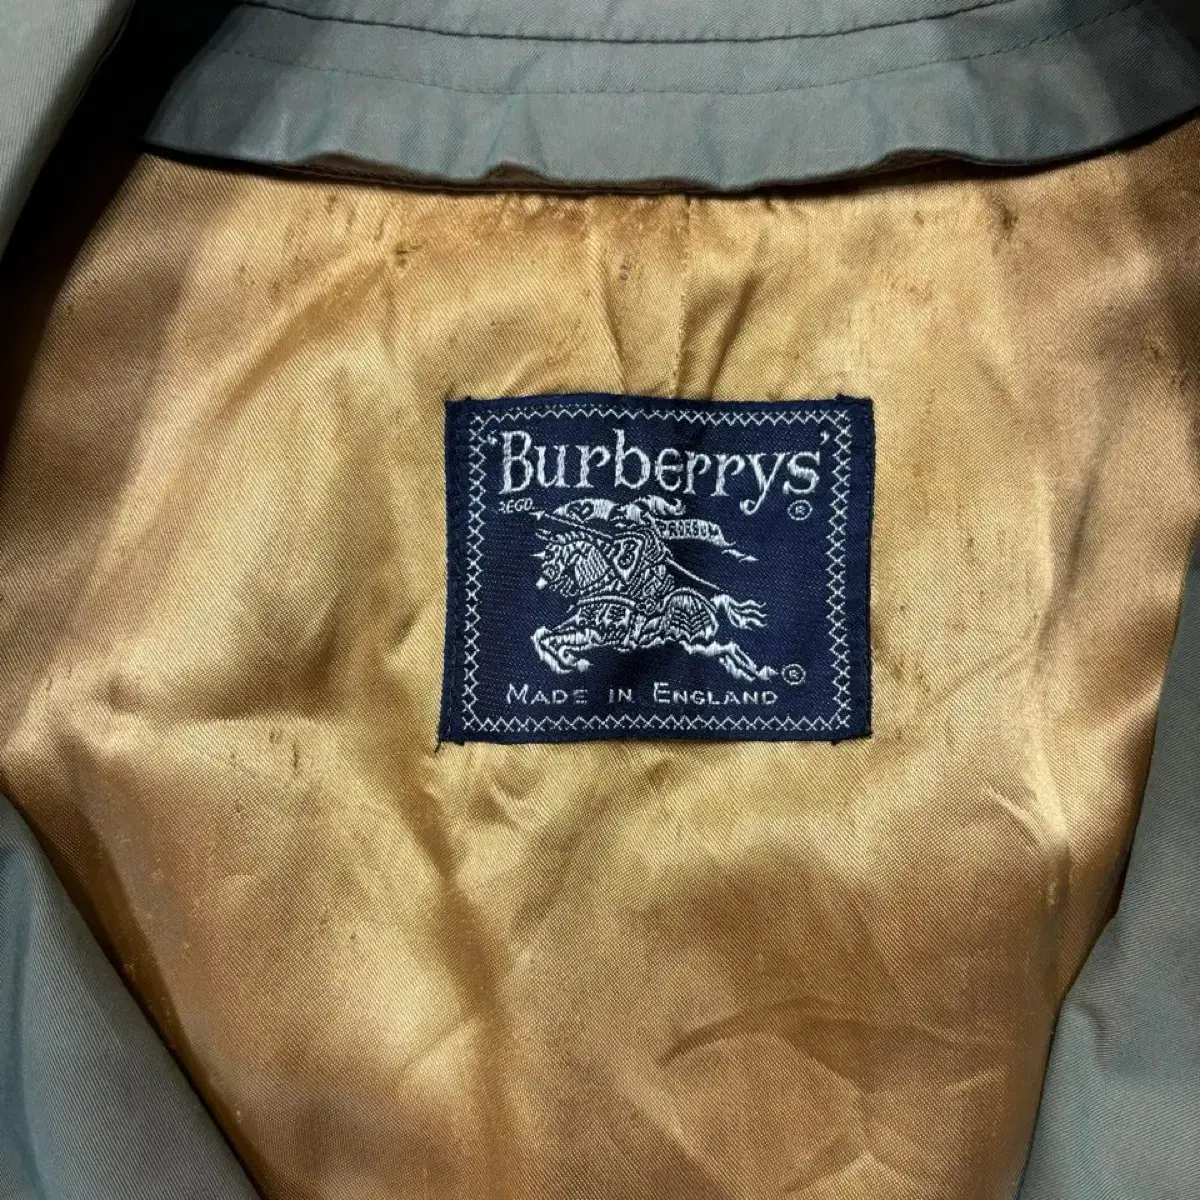 'Burberrys'
REGD. ®
PRORSUM
®
MADE IN ENGLAND